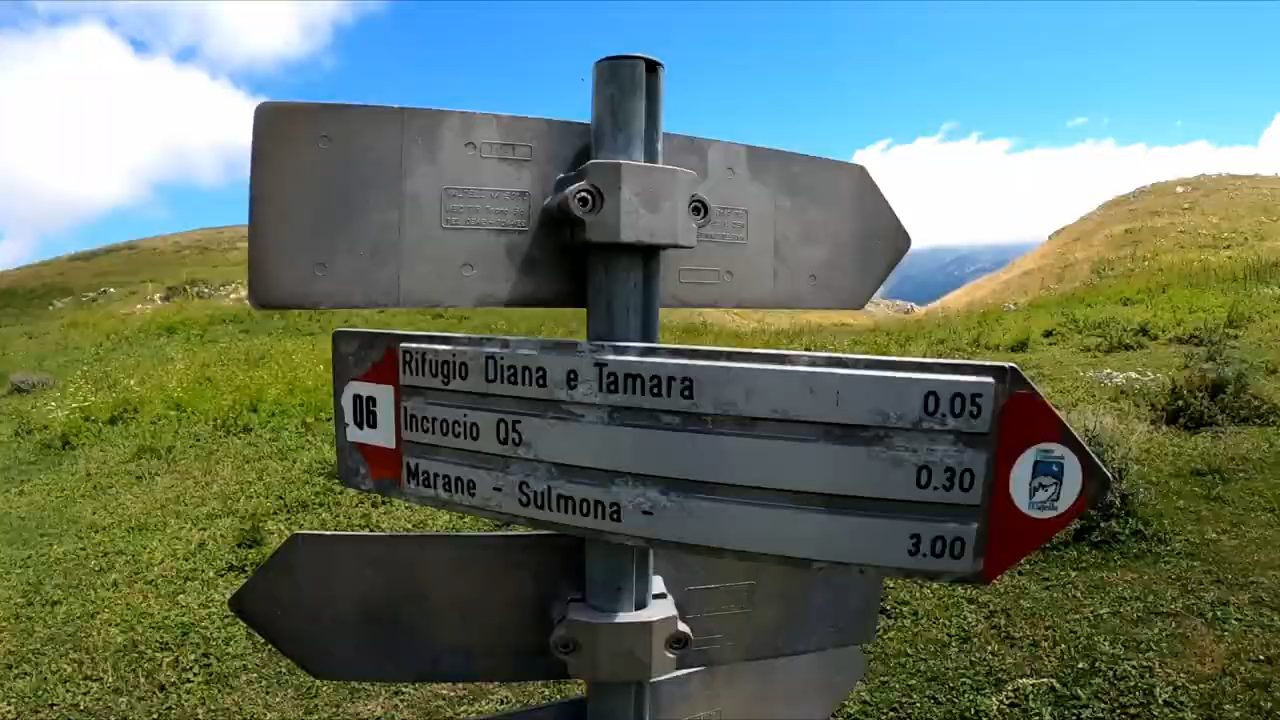 Q6
Rifugio Diana e Tamara 0.05
Incrocio Q5 0.30
Marane - Sulmona - 3.00